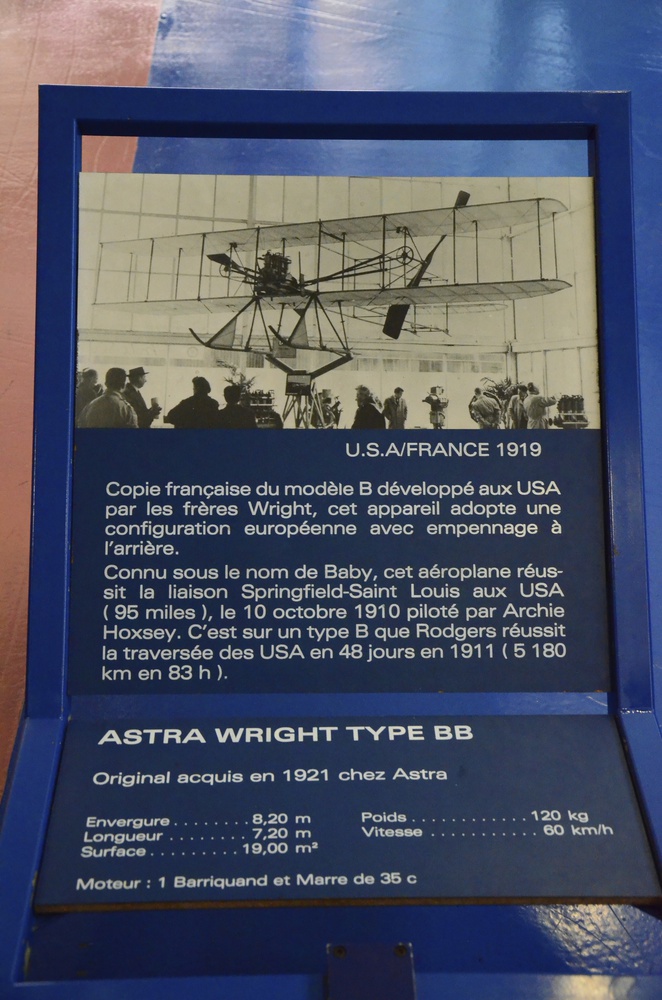 U.S.A/FRANCE 1919
Copie française du modèle B développé aux USA
par les frères Wright, cet appareil adopte une
configuration européenne avec empennage à
l'arrière.
Connu sous le nom de Baby, cet aéroplane réus-
sit la liaison Springfield-Saint Louis aux USA
( 95 miles ), le 10 octobre 1910 piloté par Archie
Hoxsey. C'est sur un type B que Rodgers réussit
la traversée des USA en 48 jours en 1911 ( 5 180
km en 83 h ).
ASTRA WRIGHT TYPE BB
Original acquis en 1921 chez Astra
Envergure ........ 8,20 m
Longueur ........ 7,20 m
Surface ......... 19,00 m²
Poids ............ 120 kg
Vitesse ........... 60 km/h
Moteur : 1 Barriquand et Marre de 35 c